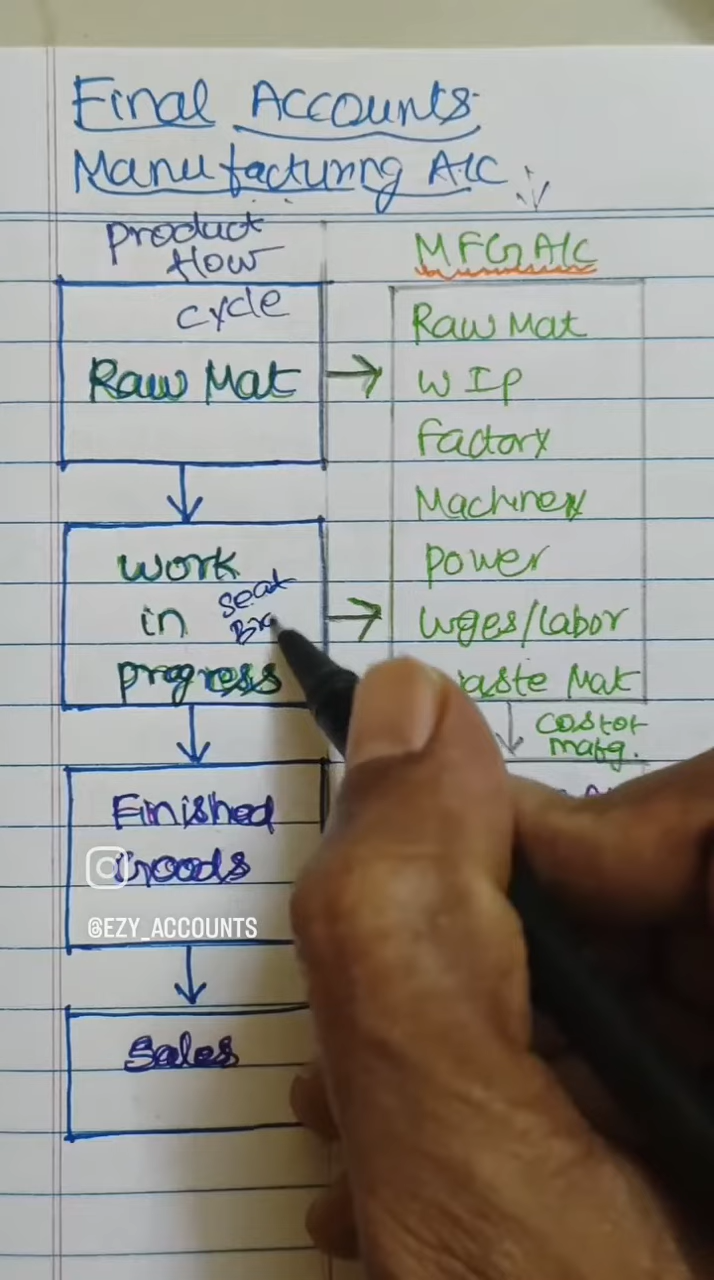 Final Accounts
Manufacturing A/C
product
flow
cycle
Raw Mat
work
in
progress
seat
Finished
Goods
@EZY_ACCOUNTS
Sales
MFG A/C
Raw Mat
W I P
Factory
Machinery
power
Wges/labor
aste Mat
cost of
mafg.